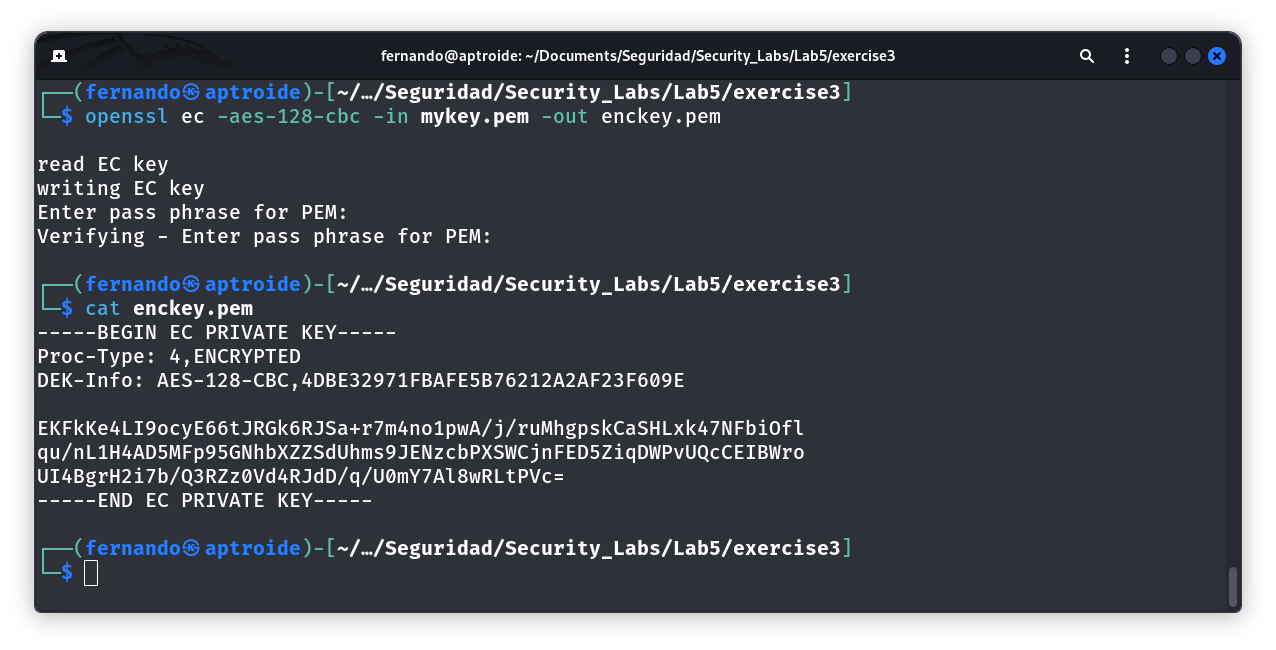 fernando@aptroide: ~/Documents/Seguridad/Security_Labs/Lab5/exercise3
┌──(fernando㉿aptroide)-[~/…/Seguridad/Security_Labs/Lab5/exercise3]
└─$ openssl ec -aes-128-cbc -in mykey.pem -out enckey.pem
read EC key
writing EC key
Enter pass phrase for PEM:
Verifying - Enter pass phrase for PEM:
┌──(fernando㉿aptroide)-[~/…/Seguridad/Security_Labs/Lab5/exercise3]
└─$ cat enckey.pem
-----BEGIN EC PRIVATE KEY-----
Proc-Type: 4,ENCRYPTED
DEK-Info: AES-128-CBC,4DBE32971FBAFE5B76212A2AF23F609E
EKFkKe4LI9ocyE66tJRGk6RJSa+r7m4no1pwA/j/ruMhgpskCaSHLxk47NFbiOfl
qu/nL1H4AD5MFp95GNhbXZZSdUhms9JENzcbPXSWCjnFED5ZiqDWPvUQcCEIBWro
UI4BgrH2i7b/Q3RZz0Vd4RJdD/q/U0mY7Al8wRLtPVc=
-----END EC PRIVATE KEY-----
┌──(fernando㉿aptroide)-[~/…/Seguridad/Security_Labs/Lab5/exercise3]
└─$